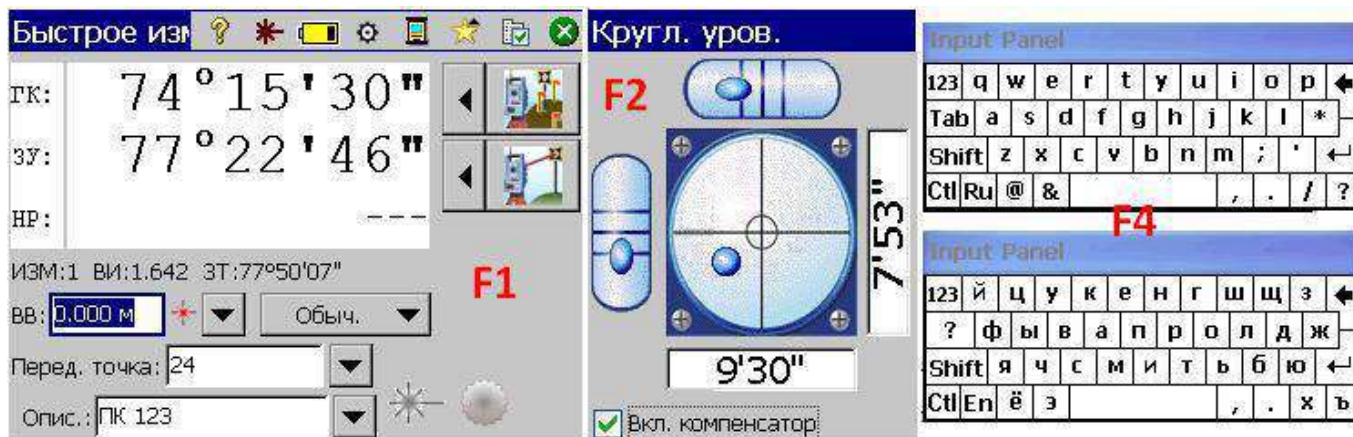 Быстрое изм
ГК: 74°15'30"
ЗУ: 77°22'46"
НР: ---
ИЗМ:1 ВИ:1.642 ЗТ:77°50'07"
ВВ: 0.000 м Обыч.
Перед. точка: 24
Опис.: ПК 123
F1
Кругл. уров.
F2
7'53"
9'30"
Вкл. компенсатор
Input Panel
123 q w e r t y u i o p
Tab a s d f g h j k l *
Shift z x c v b n m ; '
Ctl Ru @ & , . / ?
F4
Input Panel
123 й ц у к е н г ш щ з
? ф ы в а п р о л д ж
Shift я ч с м и т ь б ю
Ctl En ё э , . х ъ